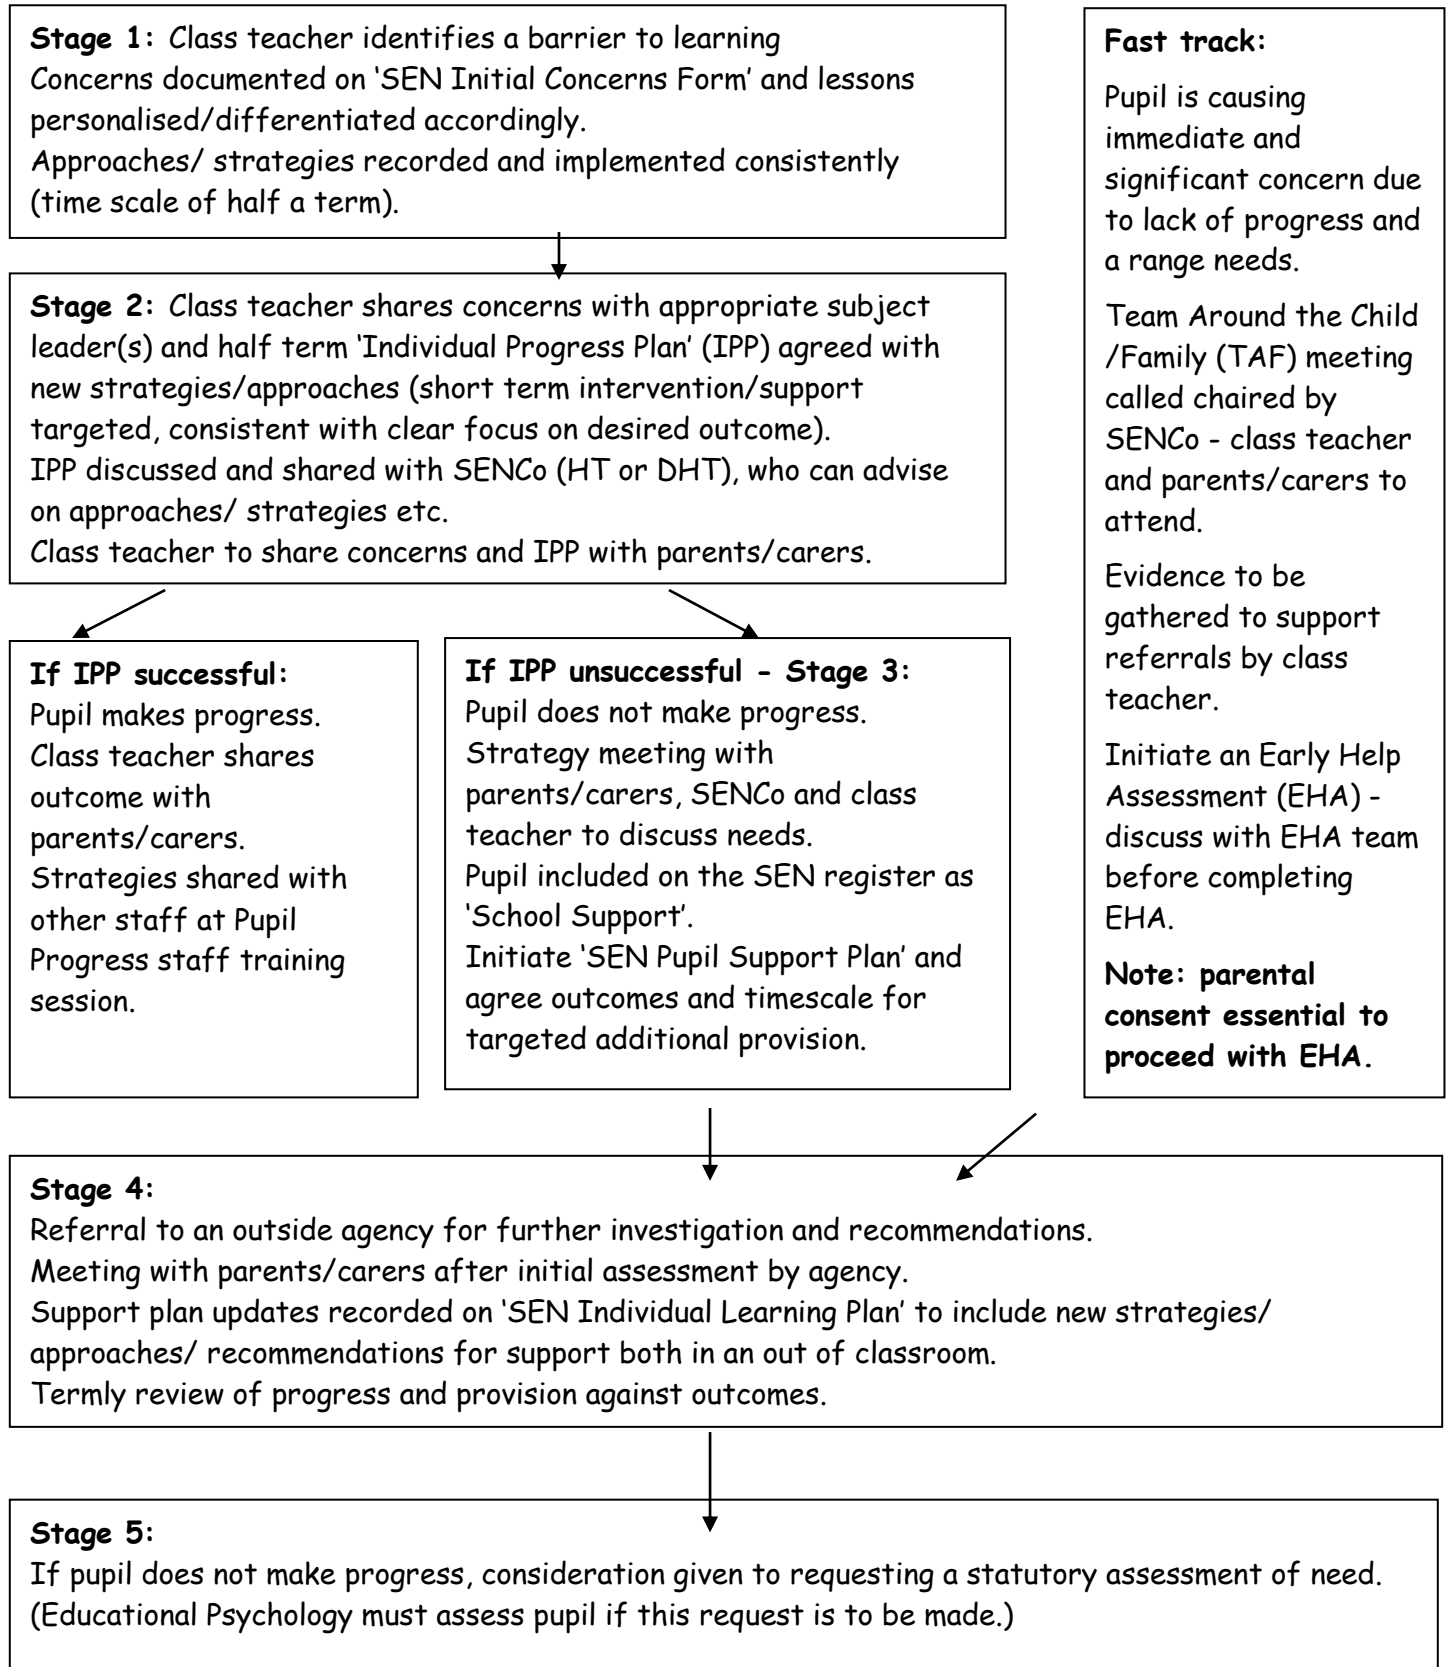 Stage 1: Class teacher identifies a barrier to learning
Concerns documented on ‘SEN Initial Concerns Form’ and lessons
personalised/differentiated accordingly.
Approaches/ strategies recorded and implemented consistently
(time scale of half a term).
Stage 2: Class teacher shares concerns with appropriate subject
leader(s) and half term ‘Individual Progress Plan’ (IPP) agreed with
new strategies/approaches (short term intervention/support
targeted, consistent with clear focus on desired outcome).
IPP discussed and shared with SENCo (HT or DHT), who can advise
on approaches/ strategies etc.
Class teacher to share concerns and IPP with parents/carers.
If IPP successful:
Pupil makes progress.
Class teacher shares
outcome with
parents/carers.
Strategies shared with
other staff at Pupil
Progress staff training
session.
If IPP unsuccessful - Stage 3:
Pupil does not make progress.
Strategy meeting with
parents/carers, SENCo and class
teacher to discuss needs.
Pupil included on the SEN register as
‘School Support’.
Initiate ‘SEN Pupil Support Plan’ and
agree outcomes and timescale for
targeted additional provision.
Fast track:
Pupil is causing
immediate and
significant concern due
to lack of progress and
a range needs.
Team Around the Child
/Family (TAF) meeting
called chaired by
SENCo - class teacher
and parents/carers to
attend.
Evidence to be
gathered to support
referrals by class
teacher.
Initiate an Early Help
Assessment (EHA) -
discuss with EHA team
before completing
EHA.
Note: parental
consent essential to
proceed with EHA.
Stage 4:
Referral to an outside agency for further investigation and recommendations.
Meeting with parents/carers after initial assessment by agency.
Support plan updates recorded on ‘SEN Individual Learning Plan’ to include new strategies/
approaches/ recommendations for support both in an out of classroom.
Termly review of progress and provision against outcomes.
Stage 5:
If pupil does not make progress, consideration given to requesting a statutory assessment of need.
(Educational Psychology must assess pupil if this request is to be made.)